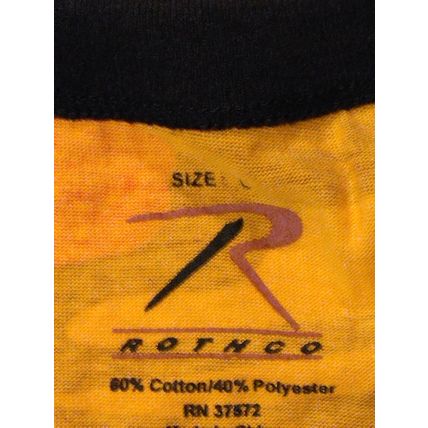 SIZE
R
ROTHCO
60% Cotton/40% Polyester
RN 37572